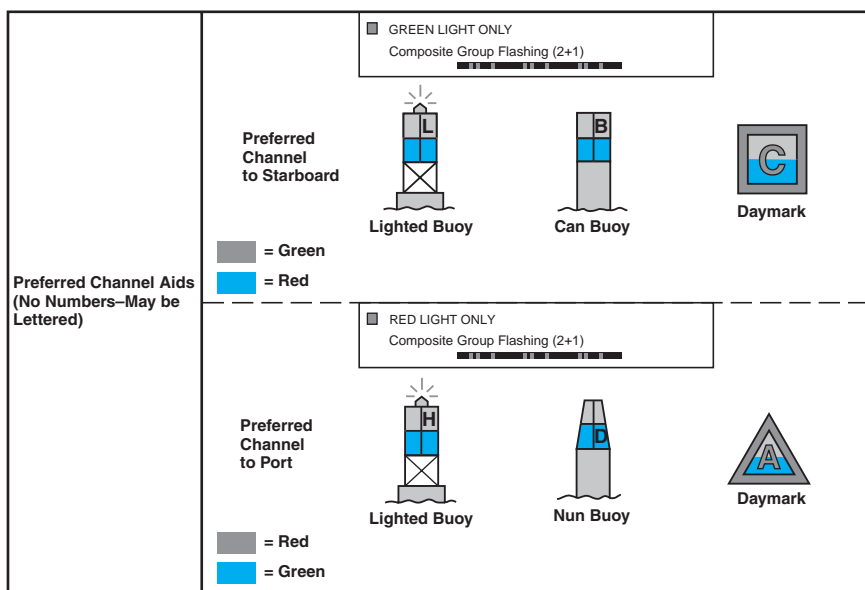 GREEN LIGHT ONLY
Composite Group Flashing (2+1)
Preferred
Channel
to Starboard
L
B
C
Lighted Buoy
Can Buoy
Daymark
= Green
= Red
Preferred Channel Aids
(No Numbers–May be
Lettered)
RED LIGHT ONLY
Composite Group Flashing (2+1)
Preferred
Channel
to Port
H
D
A
Lighted Buoy
Nun Buoy
Daymark
= Red
= Green